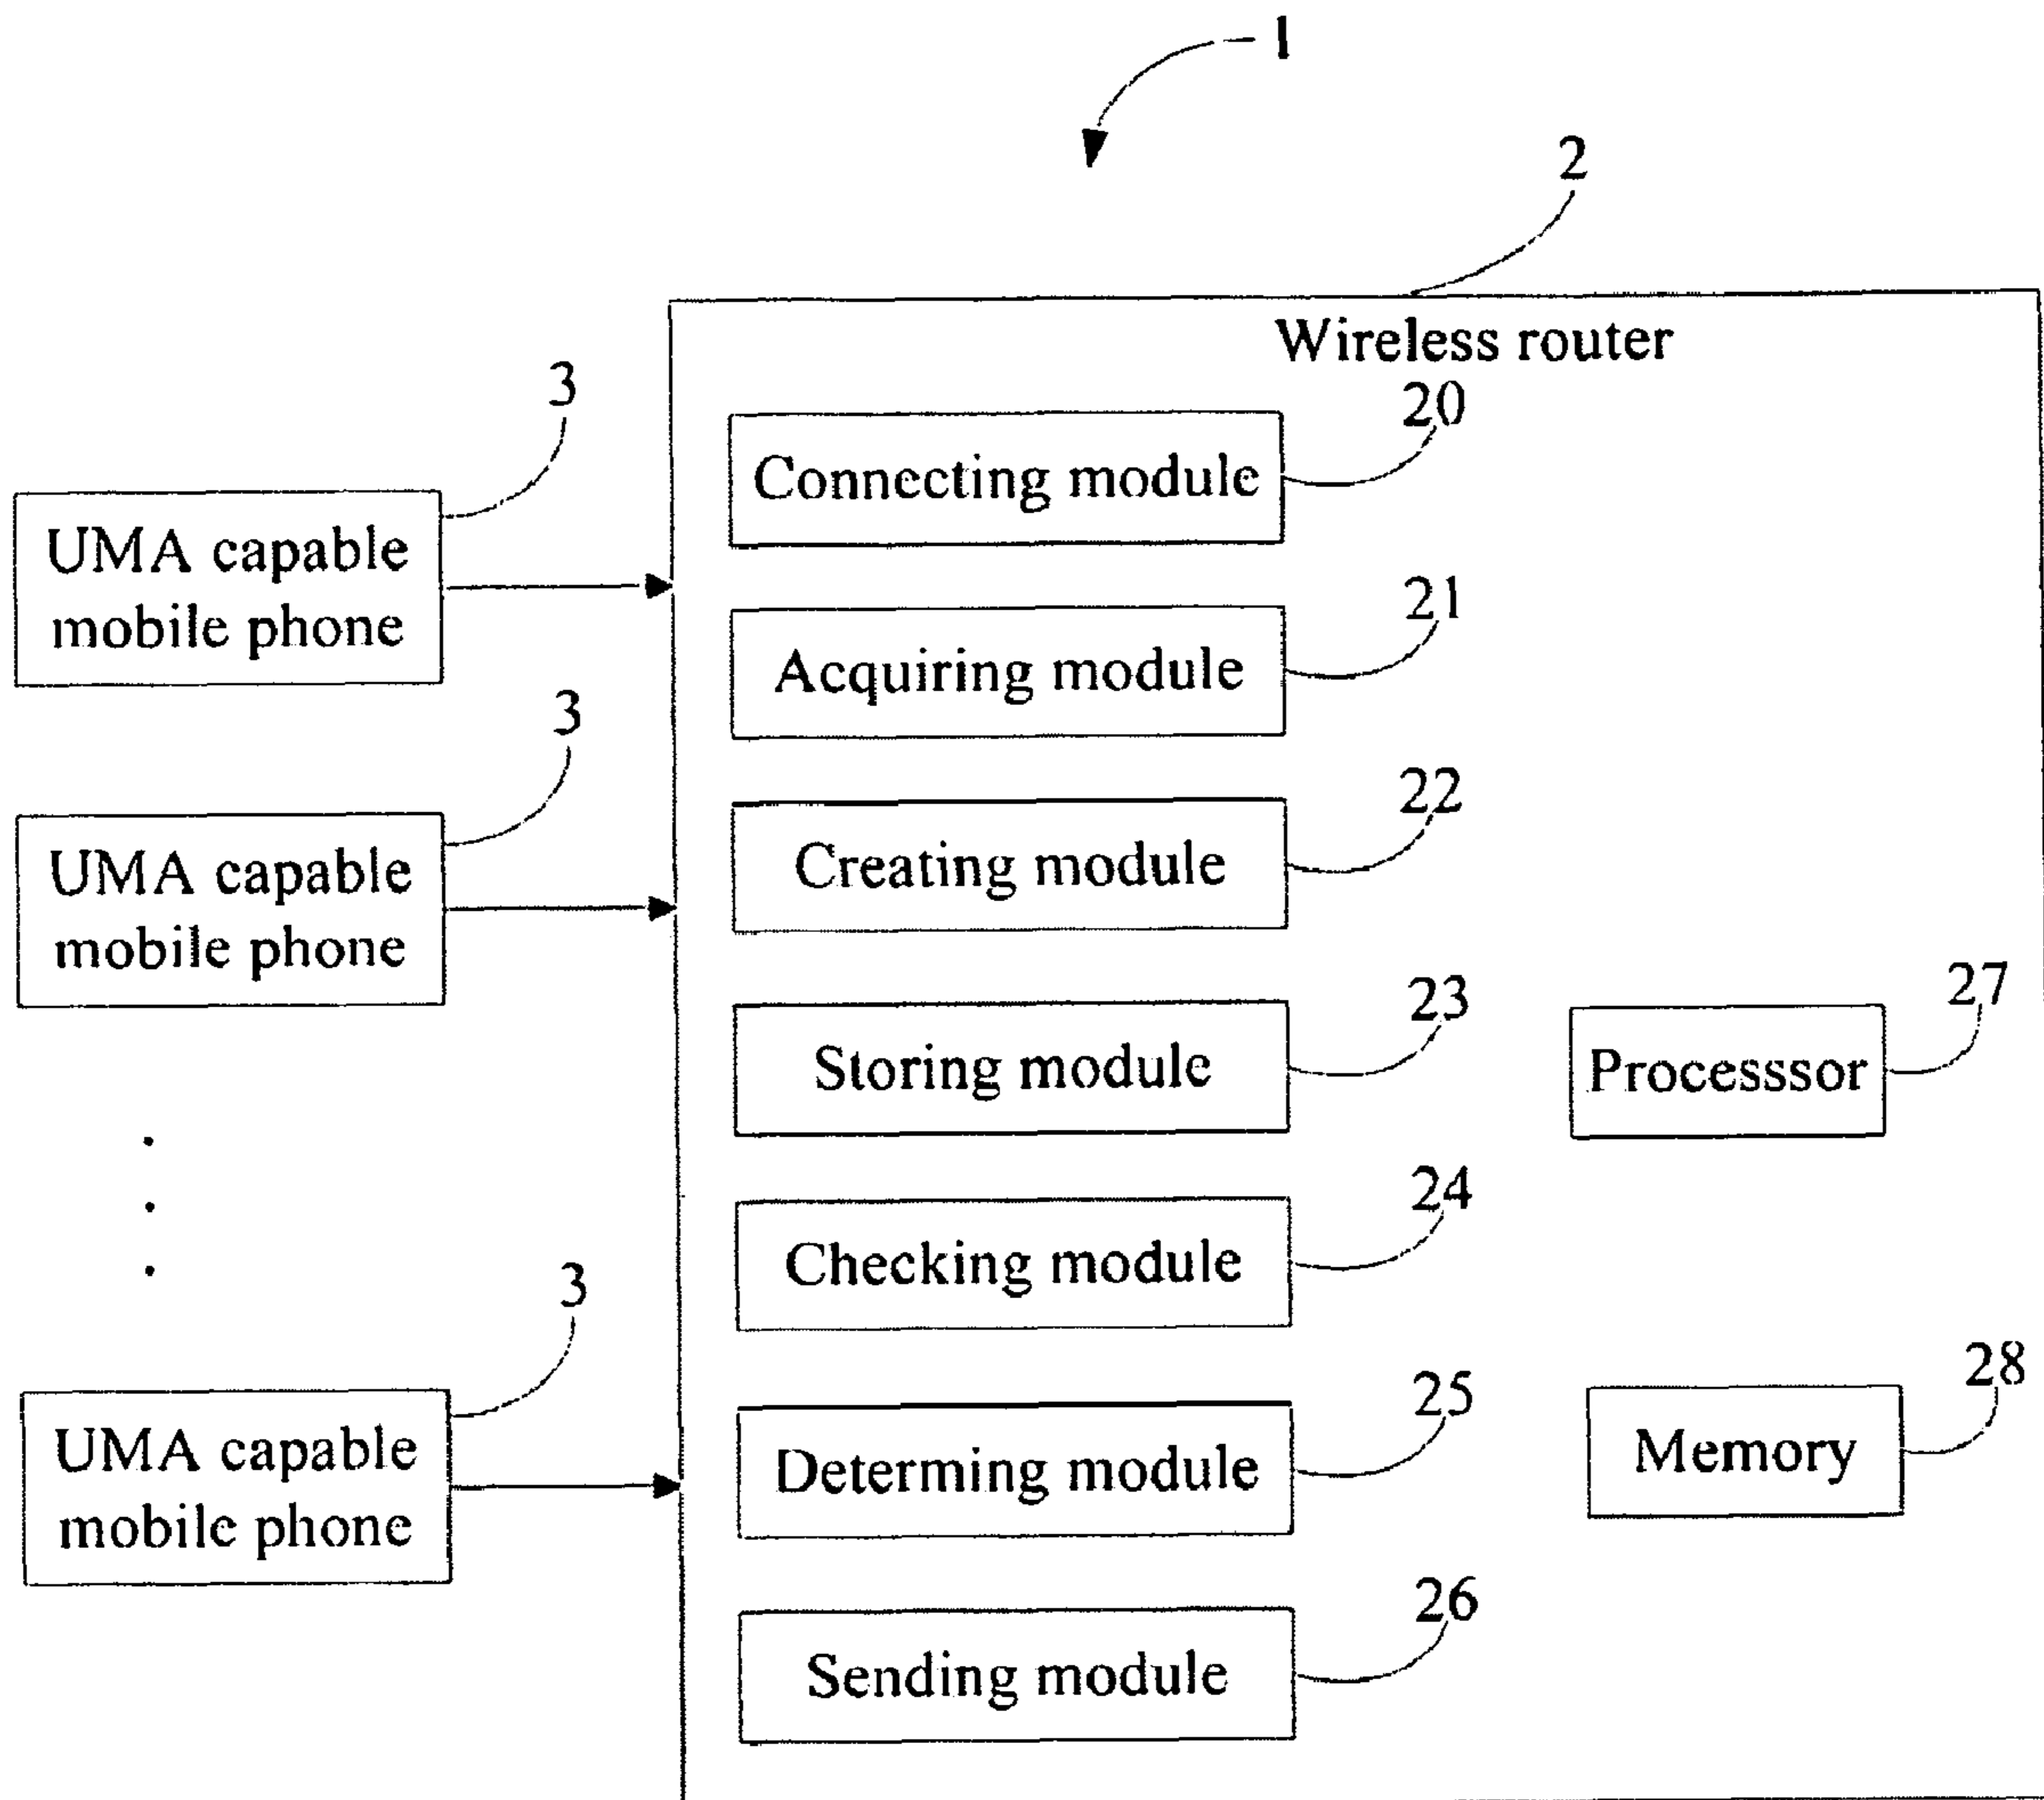 1
2
Wireless router
3
20
Connecting module
UMA capable
mobile phone
21
Acquiring module
3
22
Creating module
UMA capable
mobile phone
23
Storing module
27
Processsor
24
Checking module
3
25
Determing module
28
Memory
UMA capable
mobile phone
26
Sending module